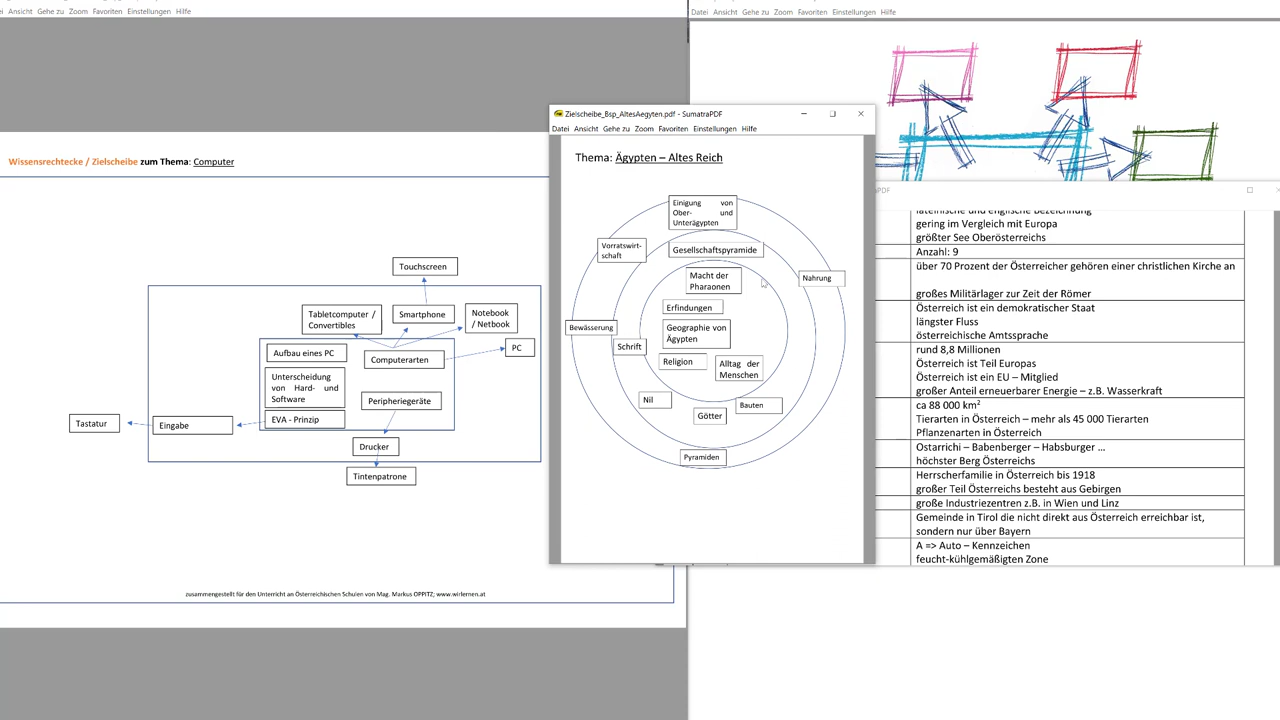 Ansicht Gehe zu Zoom Favoriten Einstellungen Hilfe
Wissensrechtecke / Zielscheibe zum Thema: Computer
Touchscreen
Tabletcomputer /
Convertibles
Smartphone
Notebook
/ Netbook
PC
Aufbau eines PC
Computerarten
Unterscheidung
von Hard- und
Software
Peripheriegeräte
EVA - Prinzip
Eingabe
Tastatur
Drucker
Tintenpatrone
zusammengestellt für den Unterricht an Österreichischen Schulen von Mag. Markus OPPITZ; www.wirlernen.at
Zielscheibe_Bsp_AltesAegyten.pdf - SumatraPDF
Datei Ansicht Gehe zu Zoom Favoriten Einstellungen Hilfe
Thema: Ägypten – Altes Reich
Einigung von
Ober- und
Unterägypten
Vorratswirt-
schaft
Gesellschaftspyramide
Macht der
Pharaonen
Nahrung
Erfindungen
Bewässerung
Geographie von
Ägypten
Schrift
Religion
Alltag der
Menschen
Nil
Götter
Bauten
Pyramiden
Ansicht Gehe zu Zoom Favoriten Einstellungen Hilfe
lateinische und englische Bezeichnung
gering im Vergleich mit Europa
größter See Oberösterreichs
Anzahl: 9
über 70 Prozent der Österreicher gehören einer christlichen Kirche an
großes Militärlager zur Zeit der Römer
Österreich ist ein demokratischer Staat
längster Fluss
österreichische Amtssprache
rund 8,8 Millionen
Österreich ist Teil Europas
Österreich ist ein EU – Mitglied
großer Anteil erneuerbarer Energie – z.B. Wasserkraft
ca 88 000 km²
Tierarten in Österreich – mehr als 45 000 Tierarten
Pflanzenarten in Österreich
Ostarrichi – Babenberger – Habsburger ...
höchster Berg Österreichs
Herrscherfamilie in Österreich bis 1918
großer Teil Österreichs besteht aus Gebirgen
große Industriezentren z.B. in Wien und Linz
Gemeinde in Tirol die nicht direkt aus Österreich erreichbar ist,
sondern nur über Bayern
A => Auto – Kennzeichen
feucht-kühlgemäßigten Zone